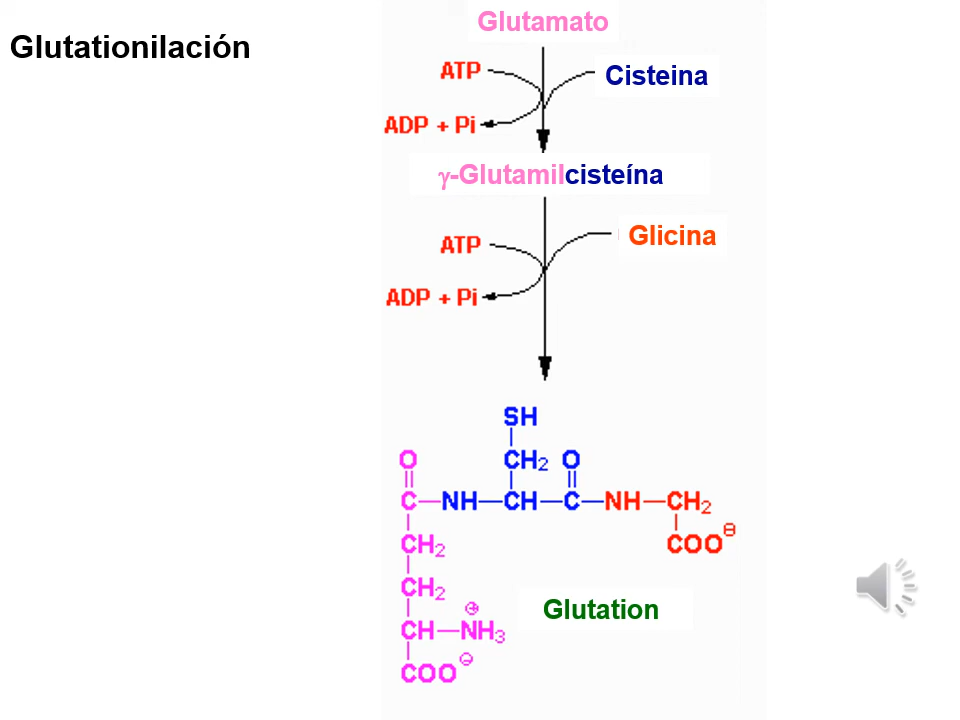 Glutamato
Glutationilación
ATP
Cisteina
ADP + Pi
γ-Glutamilcisteína
Glicina
ATP
ADP + Pi
SH
O CH2 O
C—NH—CH—C—NH—CH2
CH2 COO⊖
CH2
Glutation
⊕
CH—NH3
COO⊖